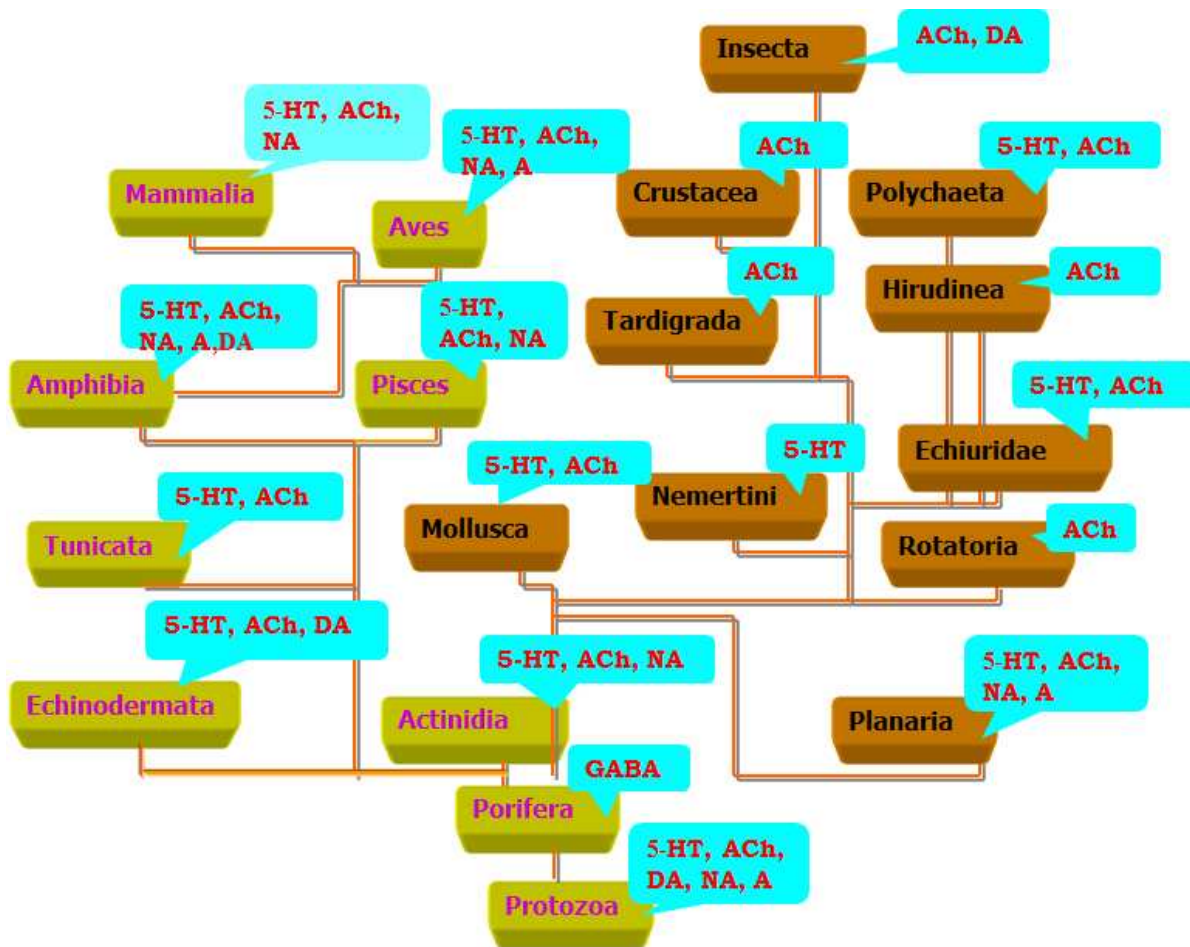 Insecta
ACh, DA
5-HT, ACh,
NA
Mammalia
5-HT, ACh,
NA, A
Aves
ACh
Crustacea
5-HT, ACh
Polychaeta
ACh
Hirudinea
ACh
Tardigrada
5-HT, ACh,
NA, A,DA
Amphibia
5-HT,
ACh, NA
Pisces
5-HT, ACh
Echiuridae
5-HT
Nemertini
5-HT, ACh
Mollusca
5-HT, ACh
Tunicata
ACh
Rotatoria
5-HT, ACh, DA
Echinodermata
5-HT, ACh, NA
Actinidia
5-HT, ACh,
NA, A
Planaria
GABA
Porifera
5-HT, ACh,
DA, NA, A
Protozoa